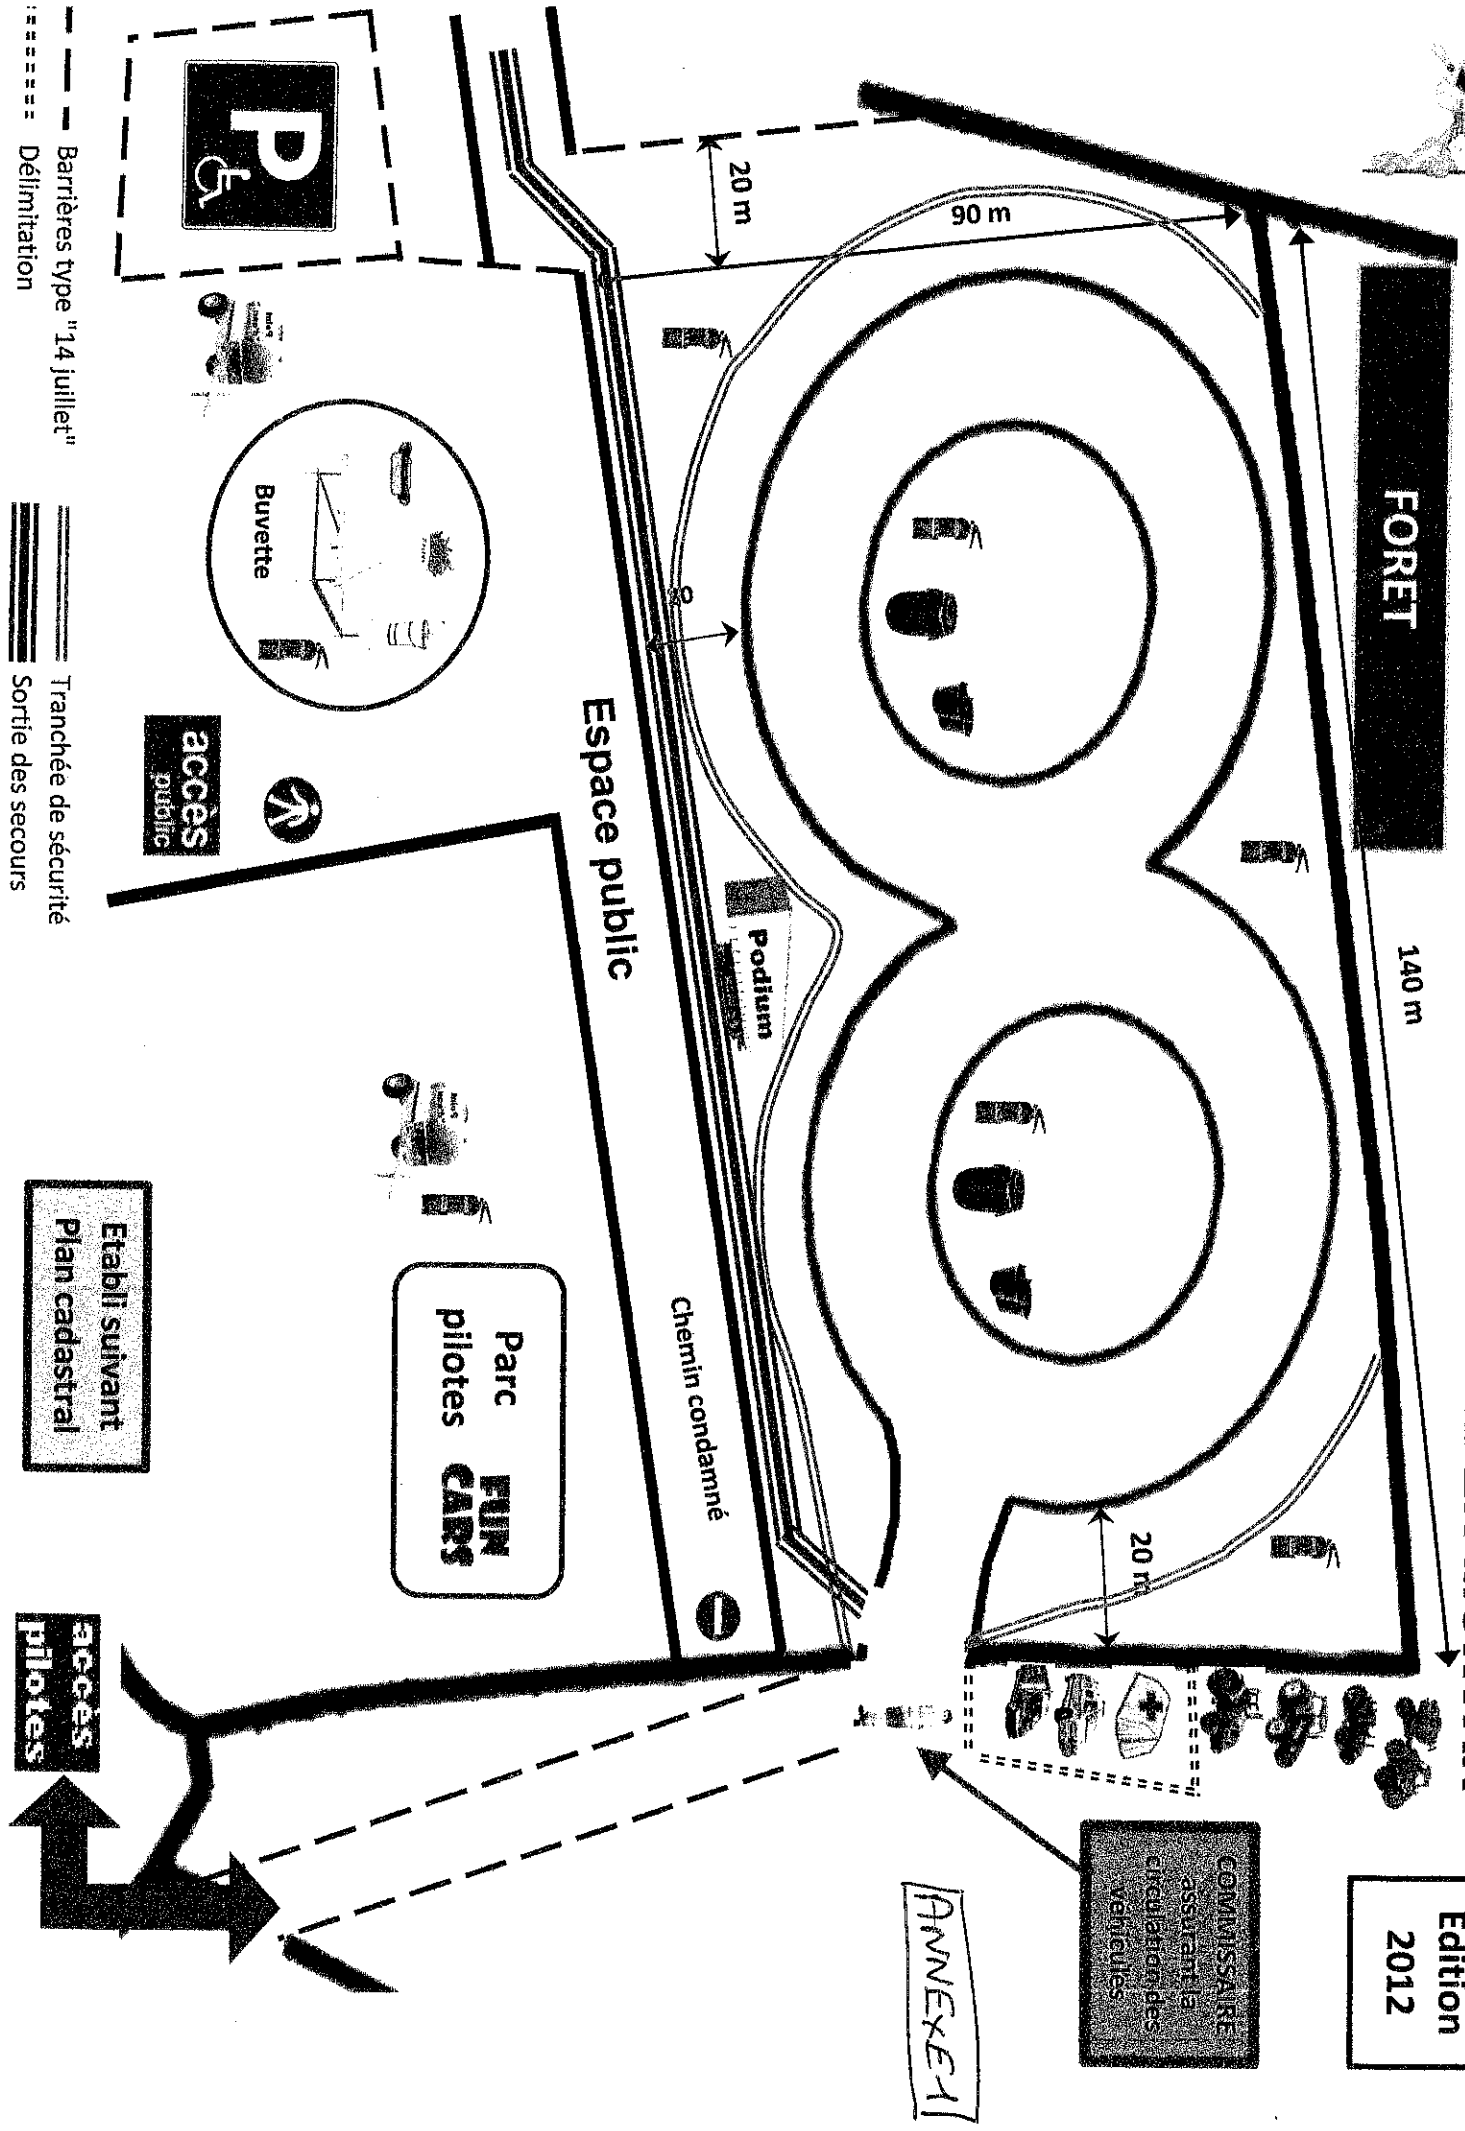 Edition
2012
FORET
140 m
90 m
20 m
20 m
COMMISSAIRE
assurant la
circulation des
véhicules
ANNEXE 1
Podium
Espace public
Chemin condamné
Buvette
accès
public
Parc
pilotes
FUN
CARS
Etabli suivant
Plan cadastral
accès
pilotes
P
Barrières type "14 juillet"
Tranchée de sécurité
Délimitation
Sortie des secours